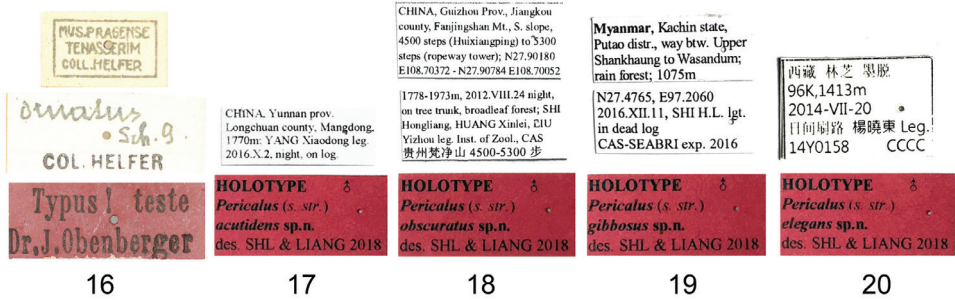 MUS.PRAGENSE
TENASSERIM
COLL.HELFER
ornatus
Sch. g.
COL. HELFER
Typus! teste
Dr.J.Obenberger
16
CHINA, Yunnan prov.
Longchuan county, Mangdong,
1770m; YANG Xiaodong leg.
2016.X.2, night, on log.
HOLOTYPE ♂
Pericalus (s. str.)
acutidens sp.n.
des. SHI & LIANG 2018
17
CHINA, Guizhou Prov., Jiangkou
county, Fanjingshan Mt., S. slope,
4500 steps (Huixiangping) to 5300
steps (ropeway tower); N27.90180
E108.70372 - N27.90784 E108.70052
1778-1973m, 2012.VIII.24 night,
on tree trunk, broadleaf forest; SHI
Hongliang, HUANG Xinlei, LIU
Yizhou leg. Inst. of Zool., CAS
贵州梵净山 4500-5300 步
HOLOTYPE ♂
Pericalus (s. str.)
obscuratus sp.n.
des. SHI & LIANG 2018
18
Myanmar, Kachin state,
Putao distr., way btw. Upper
Shankhaung to Wasandum;
rain forest; 1075m
N27.4765, E97.2060
2016.XII.11, SHI H.L. lgt.
in dead log
CAS-SEABRI exp. 2016
HOLOTYPE ♂
Pericalus (s. str.)
gibbosus sp.n.
des. SHI & LIANG 2018
19
西藏 林芝 墨脱
96K,1413m
2014-VII-20
日间刷路 楊曉東 Leg.
14Y0158 CCCC
HOLOTYPE ♂
Pericalus (s. str.)
elegans sp.n.
des. SHI & LIANG 2018
20